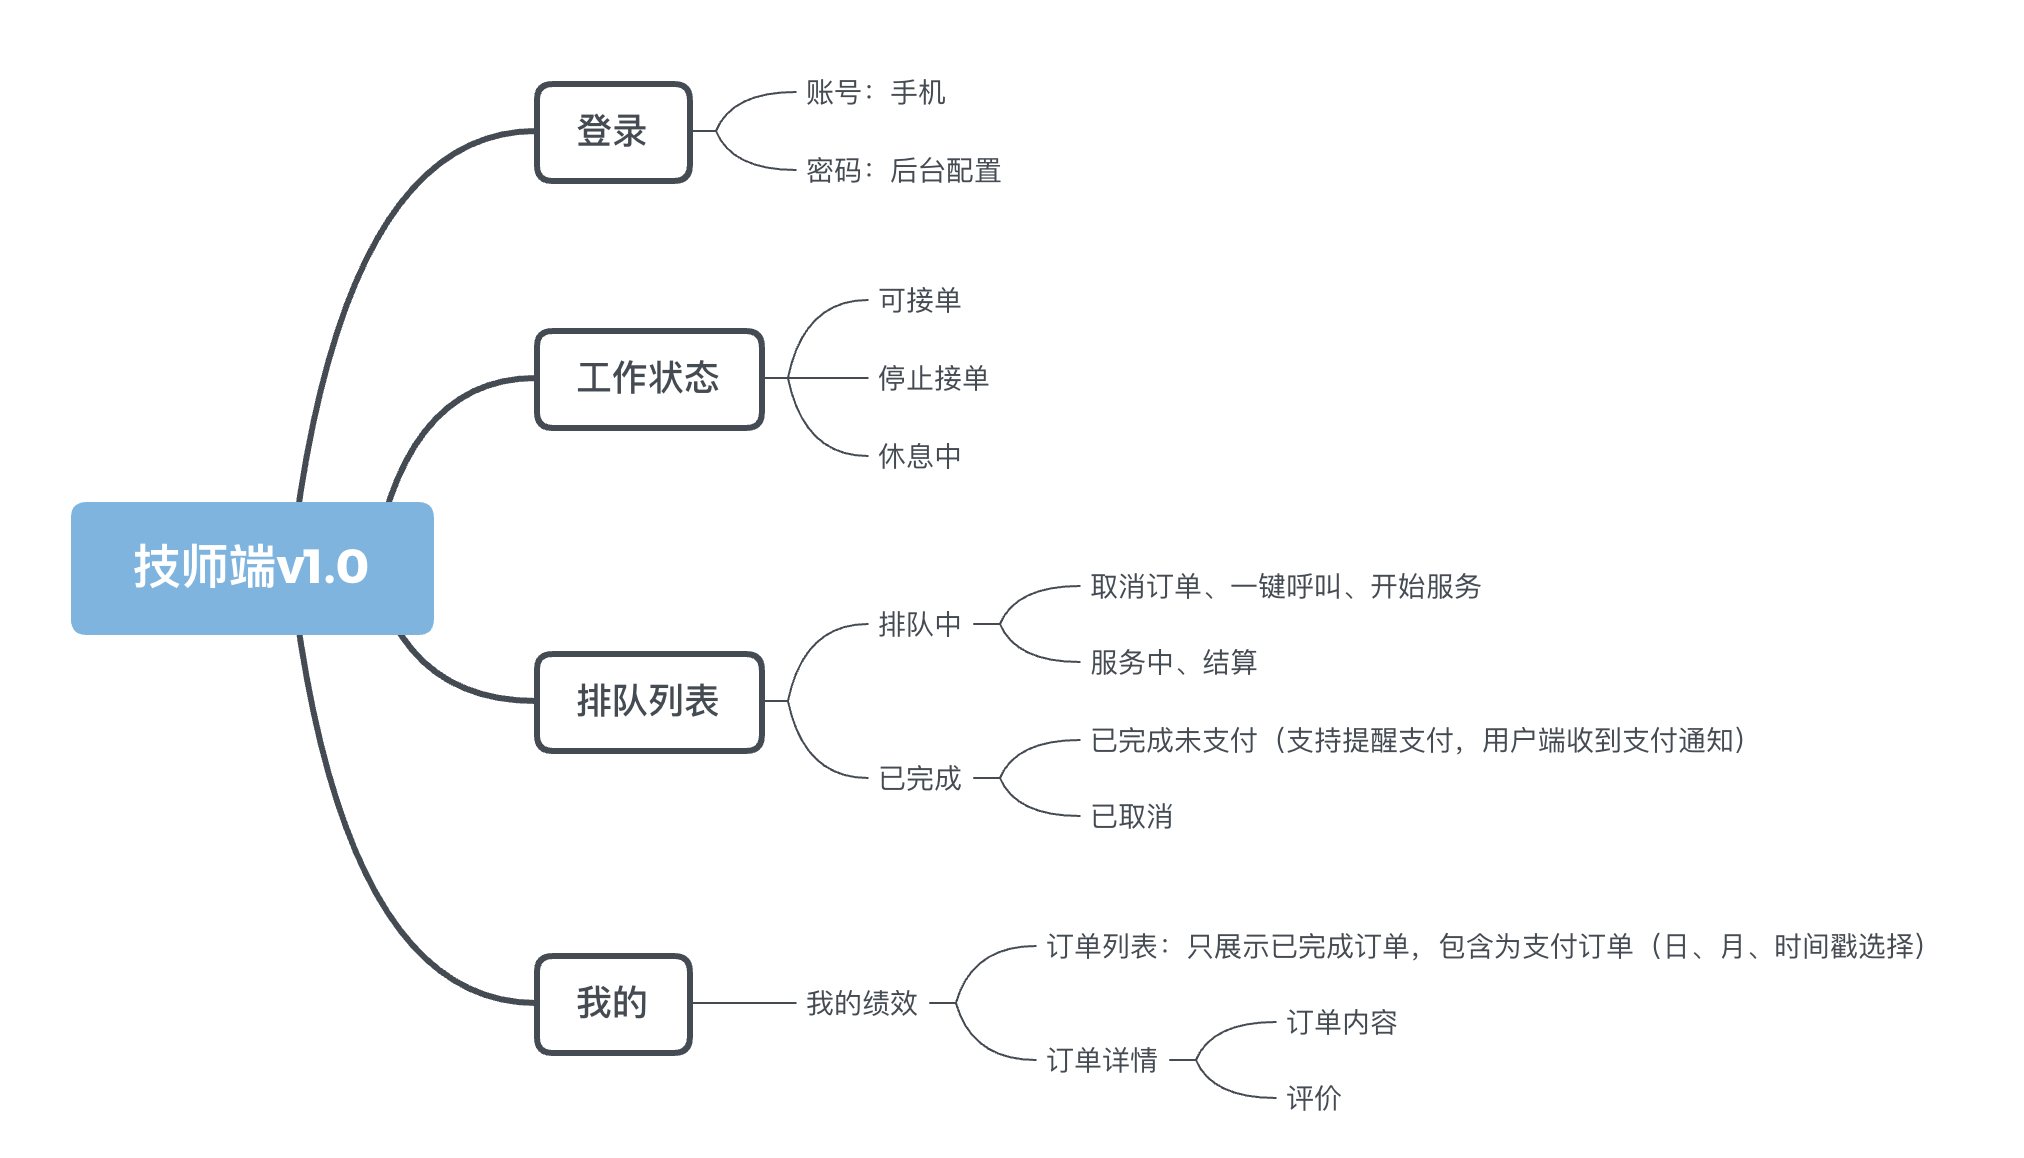 技师端v1.0
登录
账号：手机
密码：后台配置
工作状态
可接单
停止接单
休息中
排队列表
排队中
取消订单、一键呼叫、开始服务
服务中、结算
已完成
已完成未支付（支持提醒支付，用户端收到支付通知）
已取消
我的
我的绩效
订单列表：只展示已完成订单，包含为支付订单（日、月、时间戳选择）
订单详情
订单内容
评价